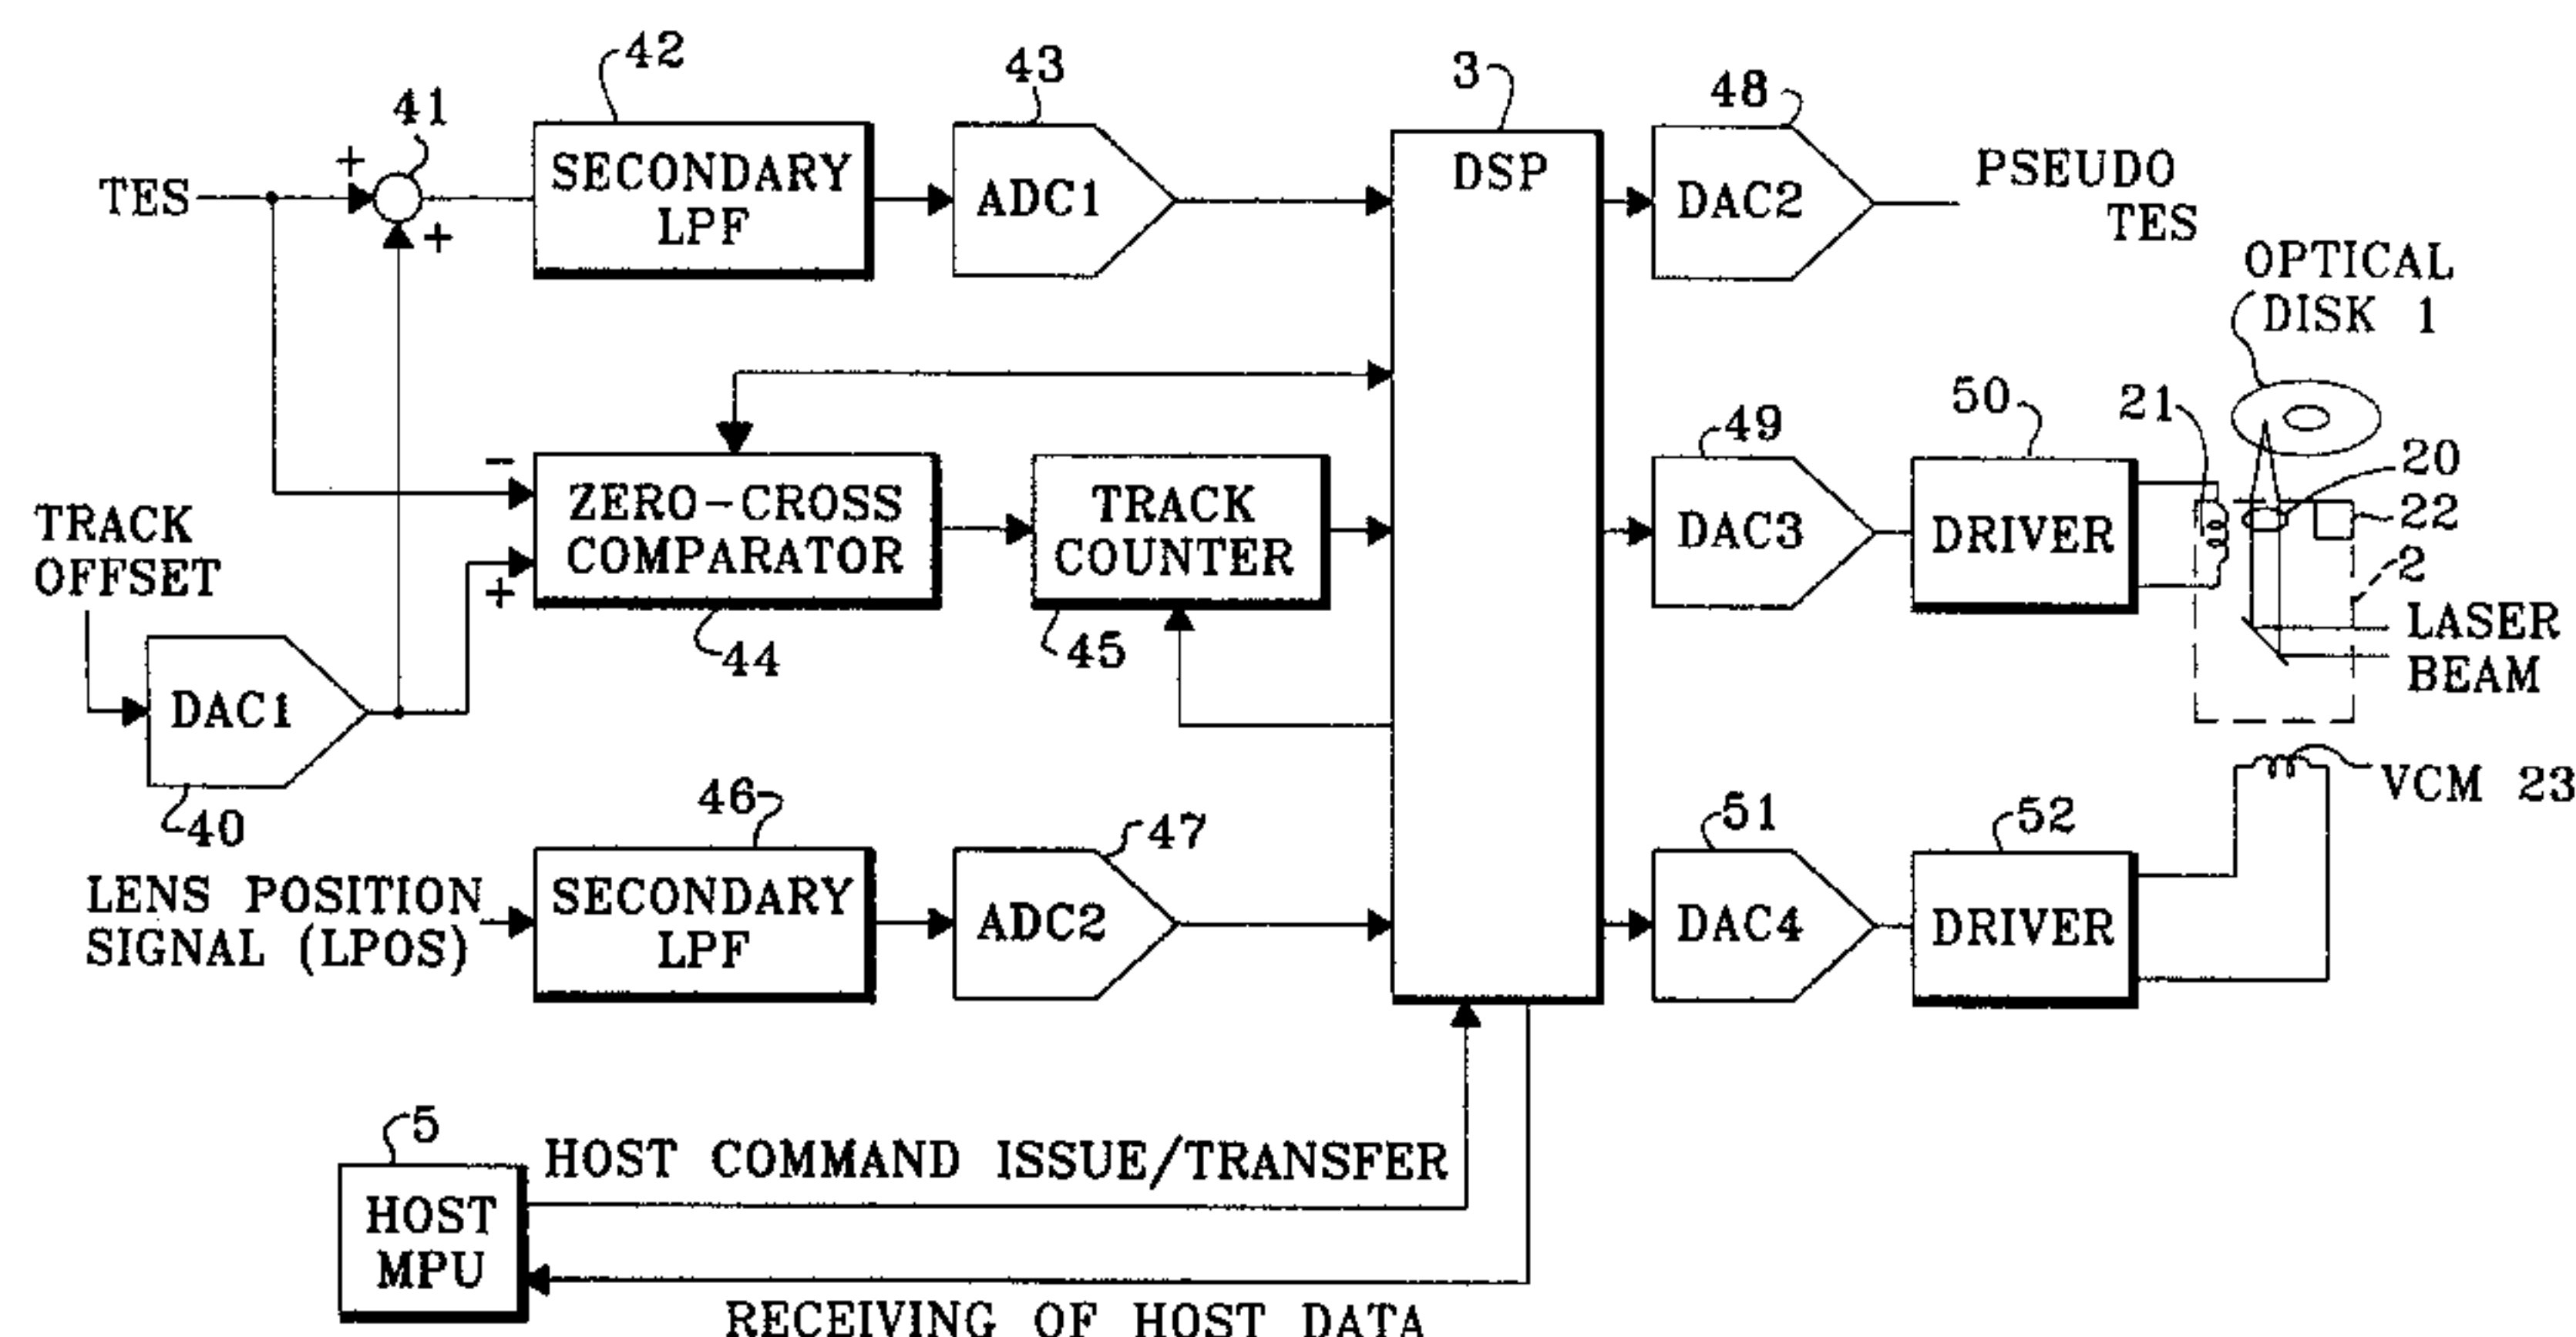 42
43
3
48
41
+
SECONDARY
LPF
ADC1
DSP
DAC2
PSEUDO
TES
TES
+
OPTICAL
DISK 1
21
50
49
20
22
2
-
ZERO-CROSS
COMPARATOR
TRACK
COUNTER
DAC3
DRIVER
TRACK
OFFSET
+
44
45
LASER
BEAM
DAC1
40
46
47
51
52
VCM 23
LENS POSITION
SIGNAL (LPOS)
SECONDARY
LPF
ADC2
DAC4
DRIVER
5
HOST COMMAND ISSUE/TRANSFER
HOST
MPU
RECEIVING OF HOST DATA